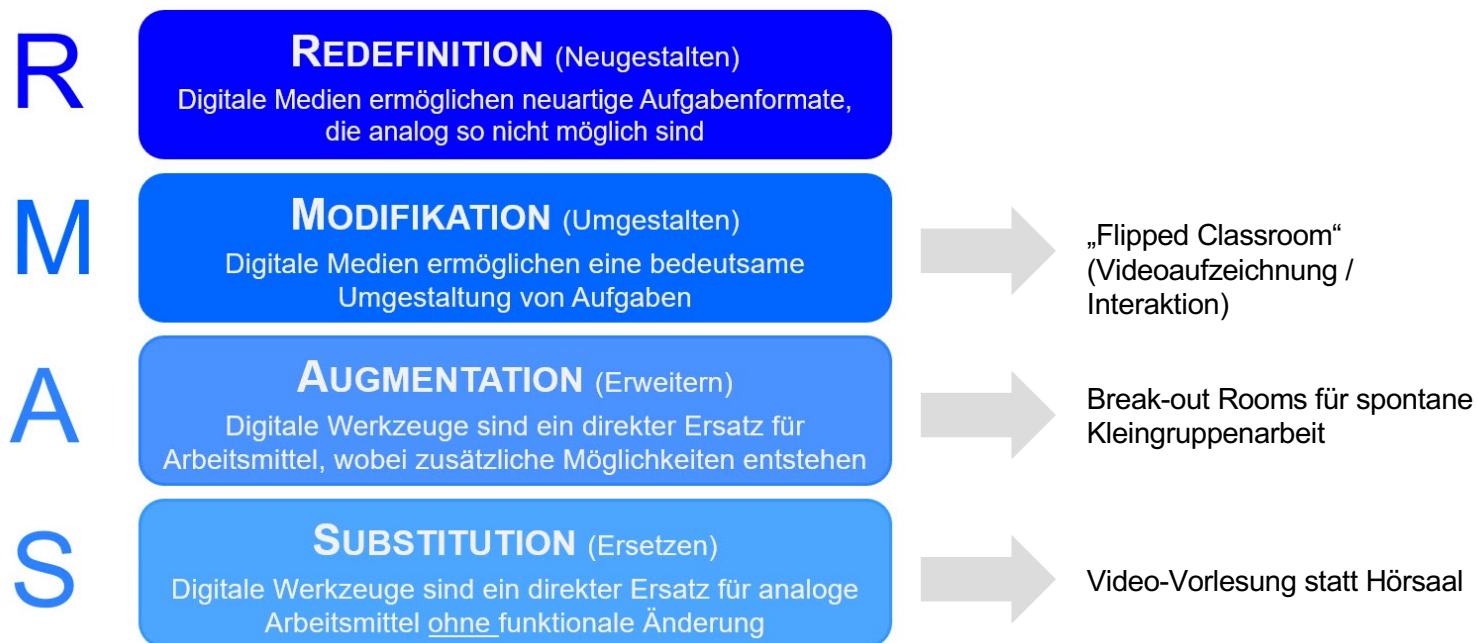 R
REDEFINITION (Neugestalten)
Digitale Medien ermöglichen neuartige Aufgabenformate,
die analog so nicht möglich sind
M
MODIFIKATION (Umgestalten)
Digitale Medien ermöglichen eine bedeutsame
Umgestaltung von Aufgaben
„Flipped Classroom“
(Videoaufzeichnung /
Interaktion)
A
AUGMENTATION (Erweitern)
Digitale Werkzeuge sind ein direkter Ersatz für
Arbeitsmittel, wobei zusätzliche Möglichkeiten entstehen
Break-out Rooms für spontane
Kleingruppenarbeit
S
SUBSTITUTION (Ersetzen)
Digitale Werkzeuge sind ein direkter Ersatz für analoge
Arbeitsmittel ohne funktionale Änderung
Video-Vorlesung statt Hörsaal